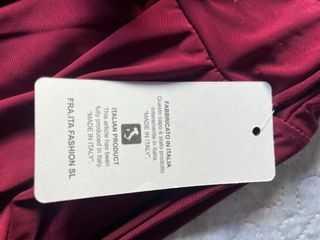 FABBRICATO IN ITALIA
Questo capo è stato prodotto
interamente in Italia.
"MADE IN ITALY".
ITALIAN PRODUCT
This article has been
fully produced in Italy.
"MADE IN ITALY".
FRA.ITA FASHION SL